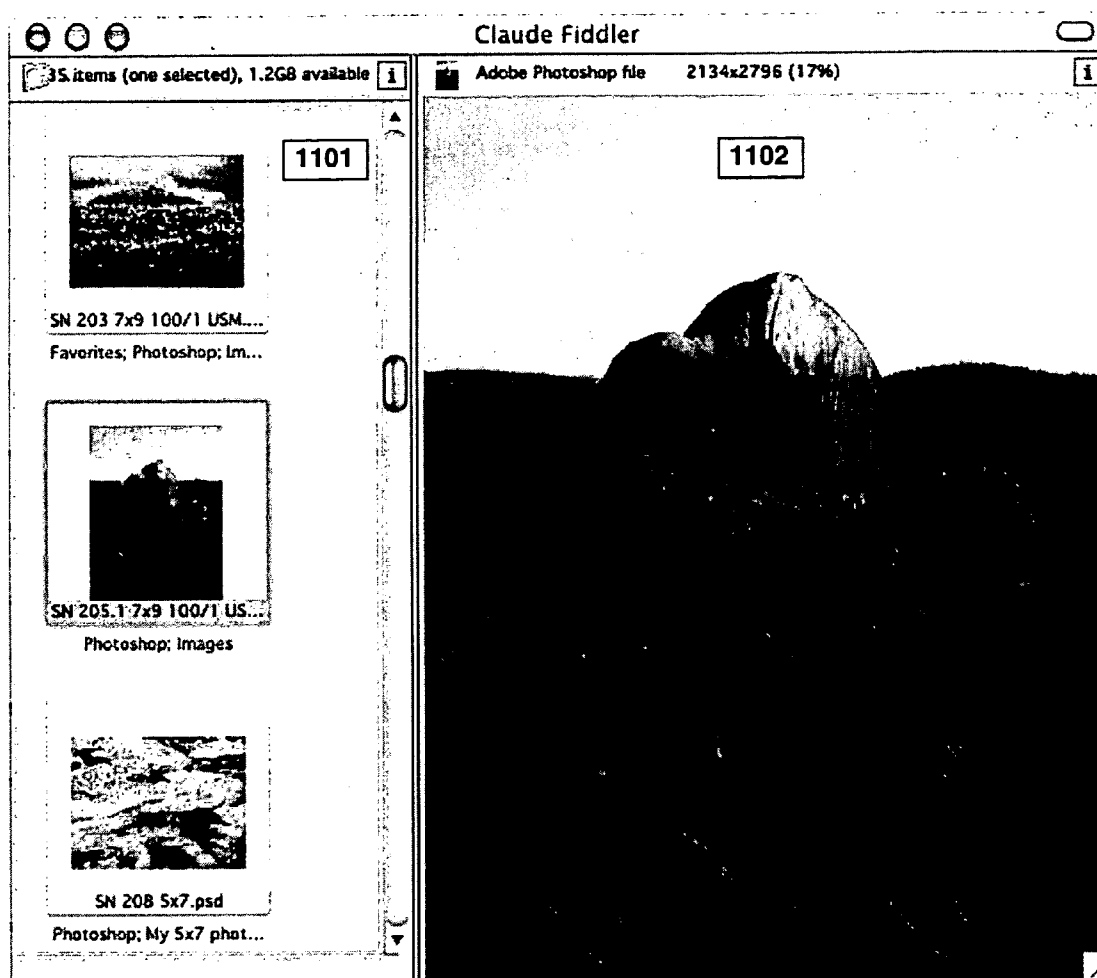 Claude Fiddler
35 items (one selected), 1.2GB available i
Adobe Photoshop file 2134x2796 (17%) i
1101
1102
SN 203 7x9 100/1 USM....
Favorites; Photoshop; Im...
SN 205.1 7x9 100/1 US...
Photoshop; Images
SN 208 5x7.psd
Photoshop; My 5x7 phot...